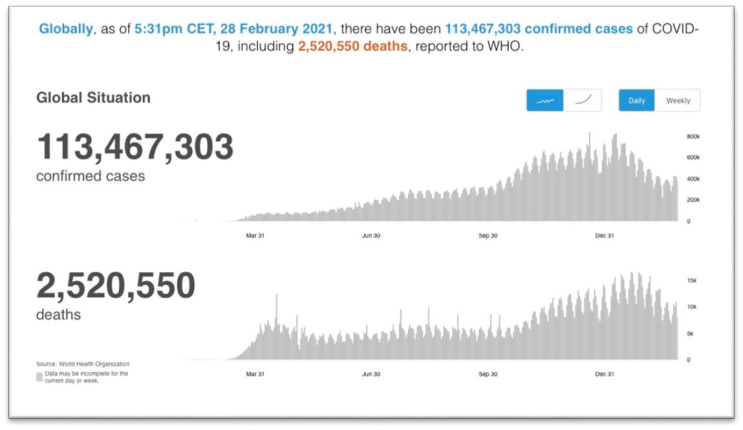 Globally, as of 5:31pm CET, 28 February 2021, there have been 113,467,303 confirmed cases of COVID-
19, including 2,520,550 deaths, reported to WHO.
Global Situation
Daily
Weekly
113,467,303
confirmed cases
800k
600k
400k
200k
0
Mar 31
Jun 30
Sep 30
Dec 31
2,520,550
deaths
15k
10k
5k
0
Source: World Health Organization
Data may be incomplete for the
current day or week.
Mar 31
Jun 30
Sep 30
Dec 31